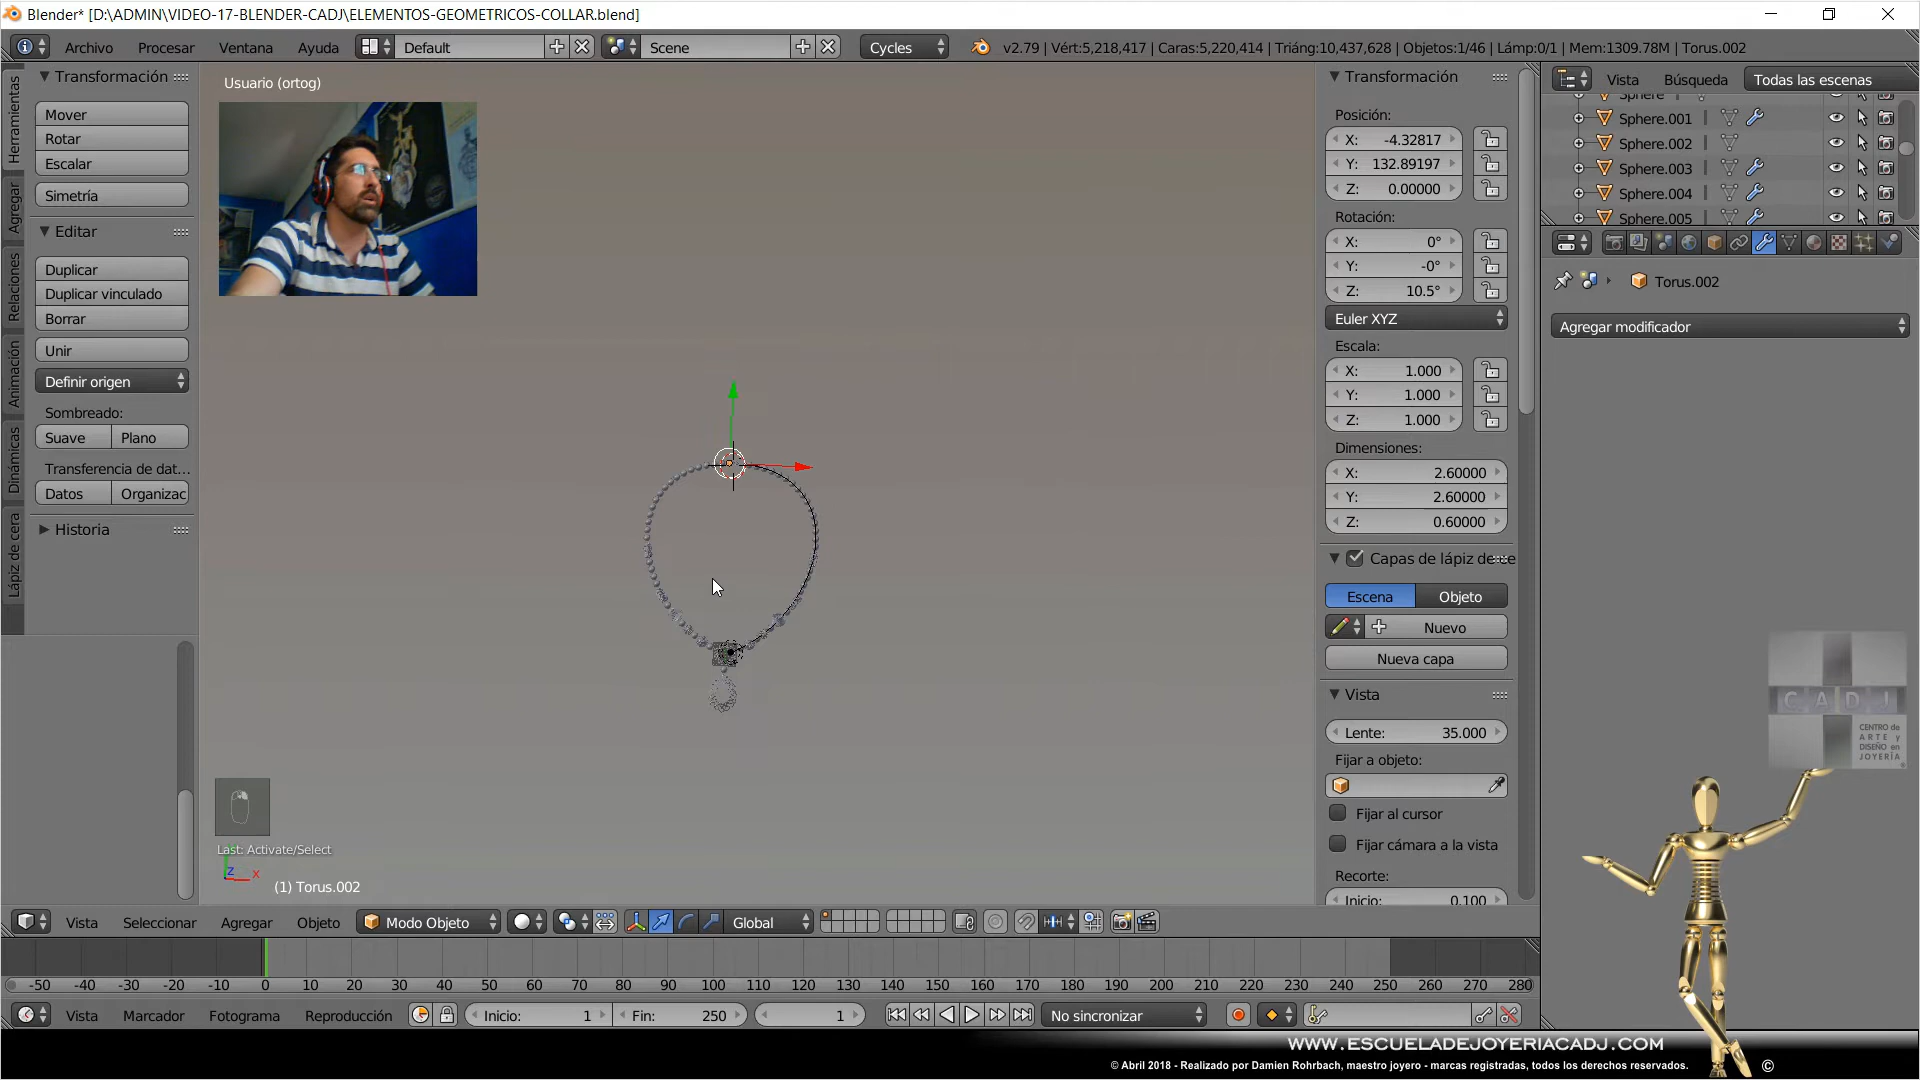 Blender* [D:\ADMIN\VIDEO-17-BLENDER-CADJ\ELEMENTOS-GEOMETRICOS-COLLAR.blend]
Archivo Procesar Ventana Ayuda Default Scene Cycles v2.79 | Vért:5,218,417 | Caras:5,220,414 | Triáng:10,437,628 | Objetos:1/46 | Lámp:0/1 | Mem:1309.78M | Torus.002
Herramientas
Agregar
Relaciones
Animación
Dinámicas
Lápiz de cera
Transformación
Mover
Rotar
Escalar
Simetría
Editar
Duplicar
Duplicar vinculado
Borrar
Unir
Definir origen
Sombreado:
Suave Plano
Transferencia de dat...
Datos Organizac
Historia
Usuario (ortog)
Last: Activate/Select
Z X
(1) Torus.002
Transformación
Posición:
X: -4.32817
Y: 132.89197
Z: 0.00000
Rotación:
X: 0°
Y: -0°
Z: 10.5°
Euler XYZ
Escala:
X: 1.000
Y: 1.000
Z: 1.000
Dimensiones:
X: 2.60000
Y: 2.60000
Z: 0.60000
Capas de lápiz de
Escena Objeto
Nuevo
Nueva capa
Vista
Lente: 35.000
Fijar a objeto:
Fijar al cursor
Fijar cámara a la vista
Recorte:
Inicio: 0.100
Vista Búsqueda Todas las escenas
Sphere
Sphere.001
Sphere.002
Sphere.003
Sphere.004
Sphere.005
Torus.002
Agregar modificador
CADJ
CENTRO de
ARTE y
DISEÑO en
JOYERÍA
Vista Seleccionar Agregar Objeto Modo Objeto Global
-50 -40 -30 -20 -10 0 10 20 30 40 50 60 70 80 90 100 110 120 130 140 150 160 170 180 190 200 210 220 230 240 250 260 270 280
Vista Marcador Fotograma Reproducción Inicio: 1 Fin: 250 1 No sincronizar
WWW.ESCUELADEJOYERIACADJ.COM
© Abril 2018 - Realizado por Damien Rohrbach, maestro joyero - marcas registradas, todos los derechos reservados. ©